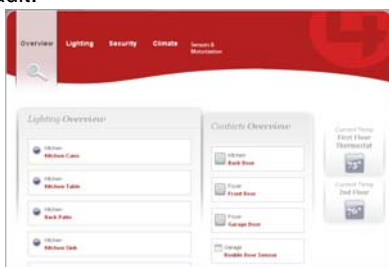 ault.
Overview Lighting Security Climate Sensors &
Motorization
4
Lighting Overview
Kitchen
Kitchen Cans
Kitchen
Kitchen Table
Kitchen
Back Patio
Kitchen
Kitchen Sink
Contacts Overview
Kitchen
Back Door
Foyer
Front Door
Foyer
Garage Door
Garage
Double Door Sensor
Current Temp
First Floor
Thermostat
73°
Current Temp
2nd Floor
76°